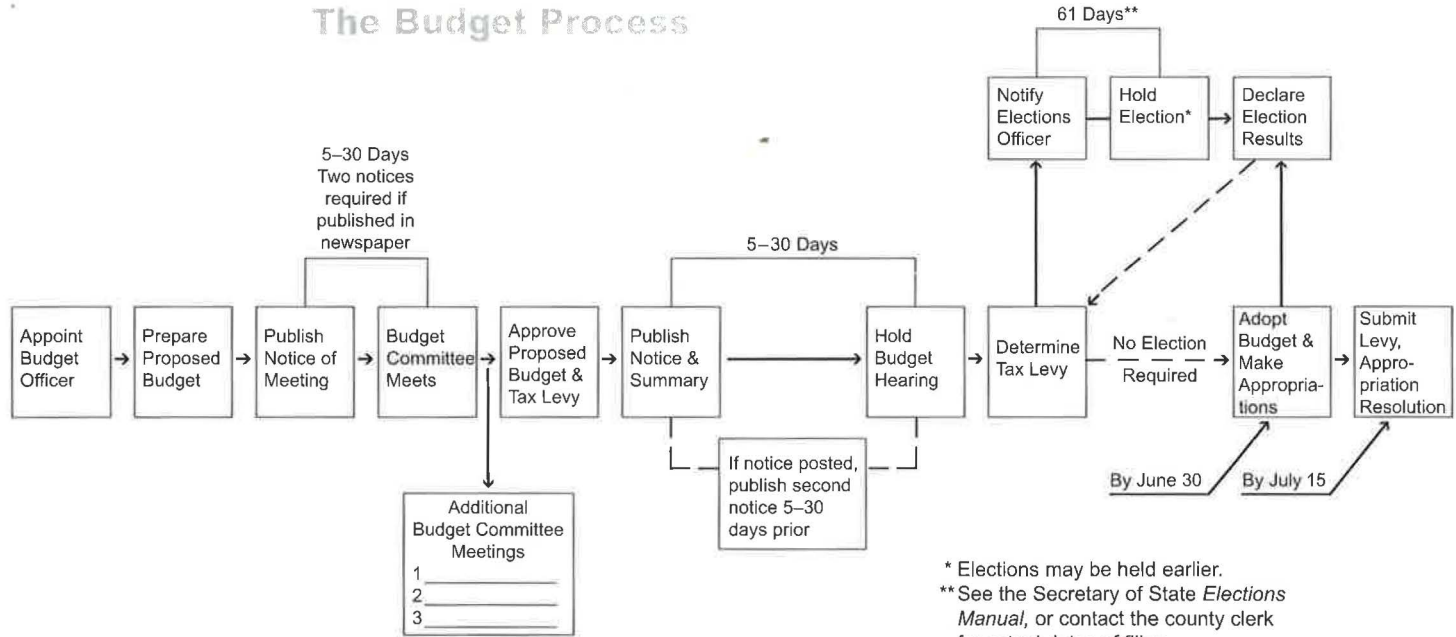 The Budget Process
61 Days**
Notify
Elections
Officer
Hold
Election*
Declare
Election
Results
5–30 Days
Two notices
required if
published in
newspaper
5–30 Days
Appoint
Budget
Officer
Prepare
Proposed
Budget
Publish
Notice of
Meeting
Budget
Committee
Meets
Approve
Proposed
Budget &
Tax Levy
Publish
Notice &
Summary
Hold
Budget
Hearing
Determine
Tax Levy
No Election
Required
Adopt
Budget &
Make
Appropria-
tions
Submit
Levy,
Appro-
priation
Resolution
If notice posted,
publish second
notice 5–30
days prior
By June 30
By July 15
Additional
Budget Committee
Meetings
1
2
3
* Elections may be held earlier.
** See the Secretary of State Elections
Manual, or contact the county clerk